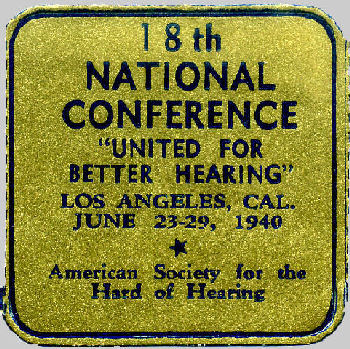 18th
NATIONAL
CONFERENCE
"UNITED FOR
BETTER HEARING"
LOS ANGELES, CAL.
JUNE 23-29, 1940
American Society for the
Hard of Hearing